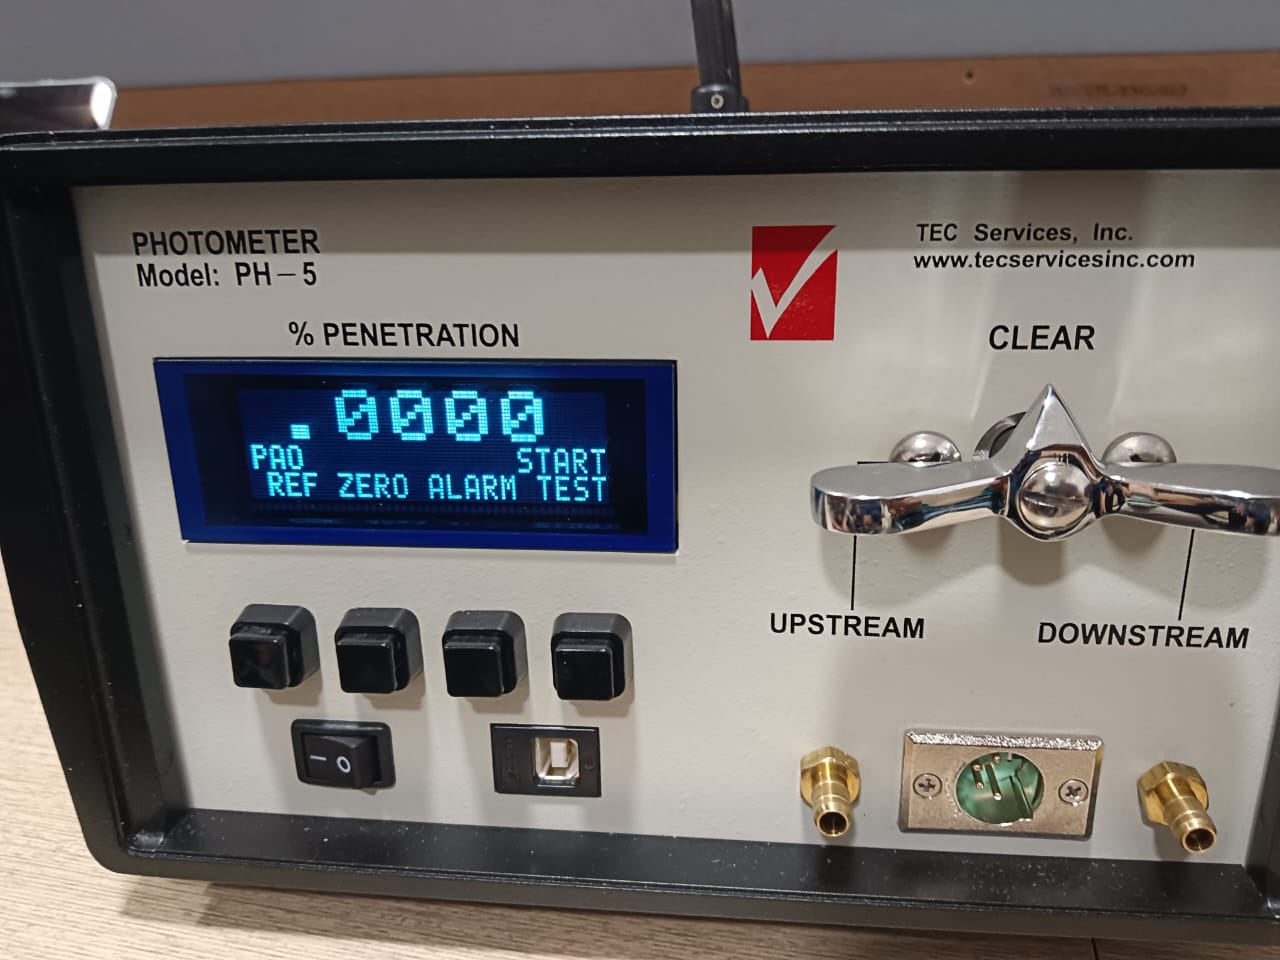 PHOTOMETER
Model: PH-5
TEC Services, Inc.
www.tecservicesinc.com
% PENETRATION
CLEAR
.0000
PAO START
REF ZERO ALARM TEST
UPSTREAM
DOWNSTREAM
I O